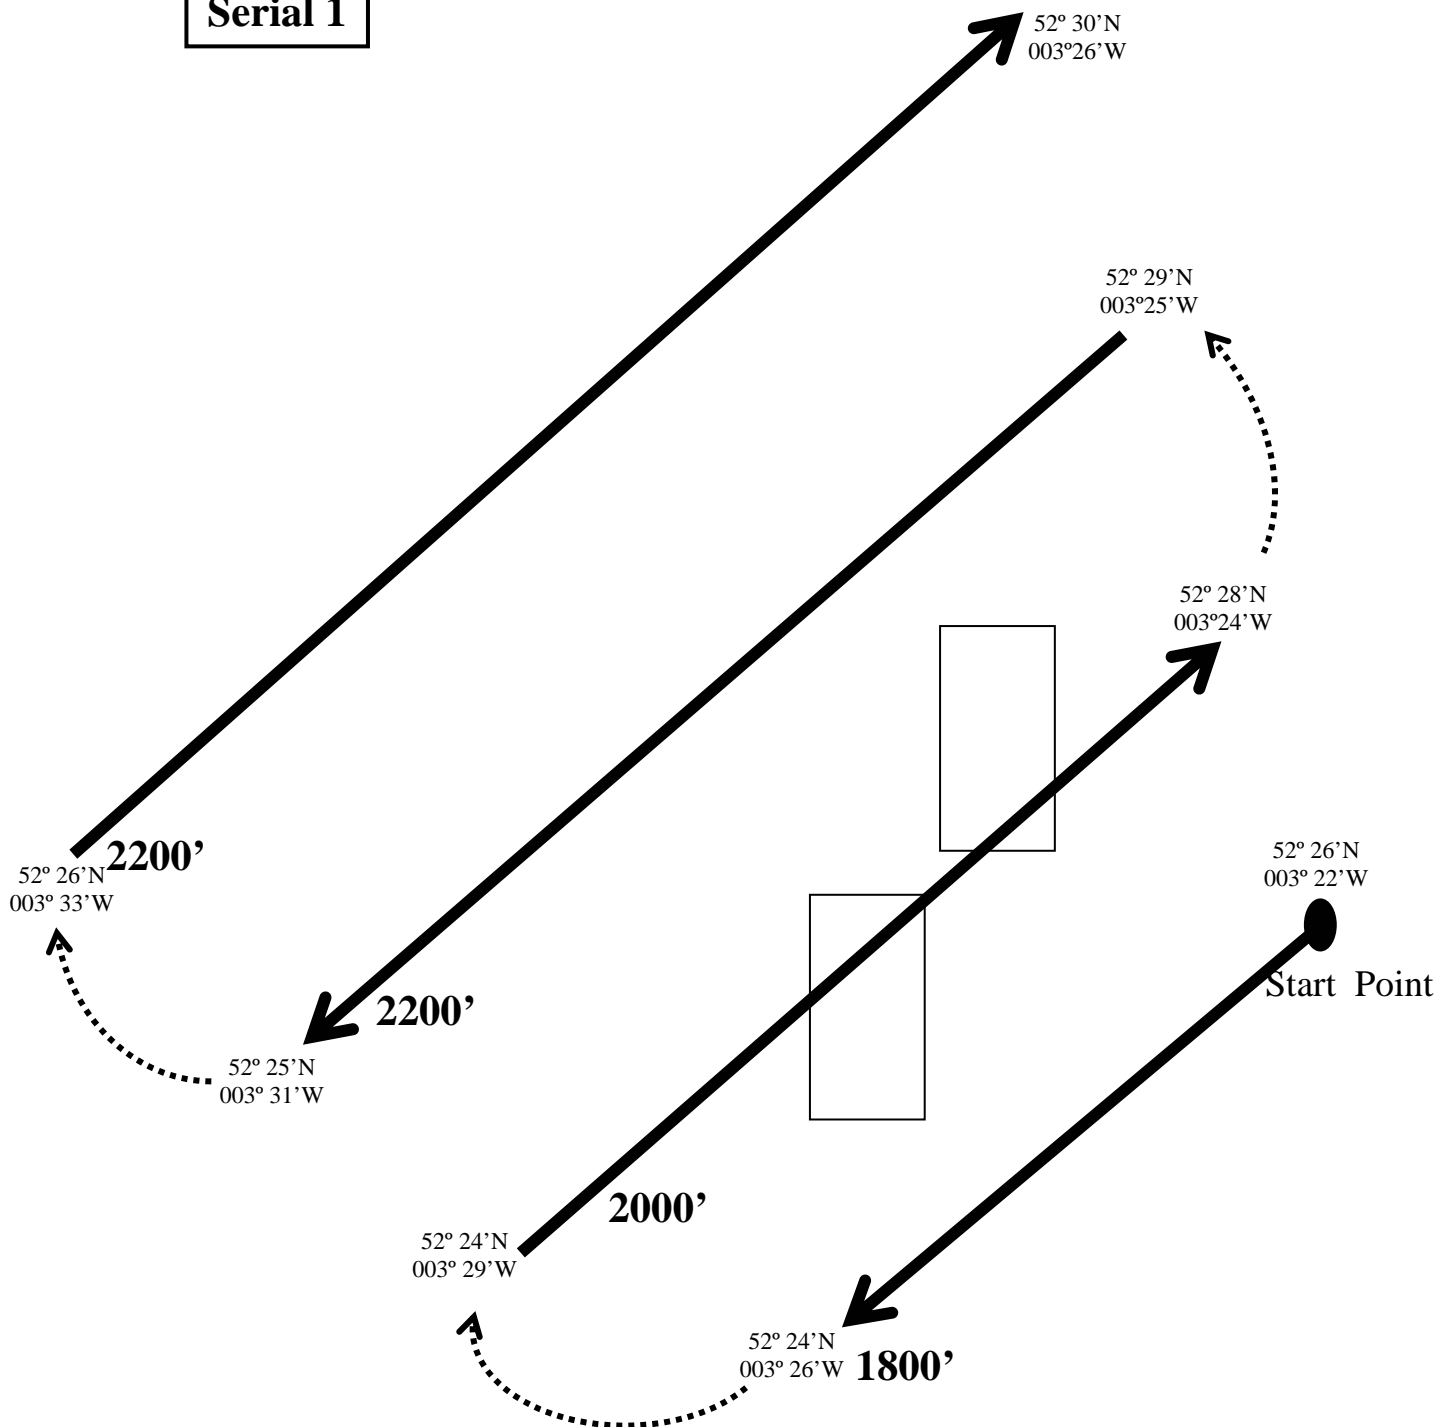 Serial 1
52º 30’N
003º26’W
52º 29’N
003º25’W
52º 28’N
003º24’W
2200’
52º 26’N
003º 33’W
52º 26’N
003º 22’W
Start Point
2200’
52º 25’N
003º 31’W
2000’
52º 24’N
003º 29’W
52º 24’N
003º 26’W
1800’